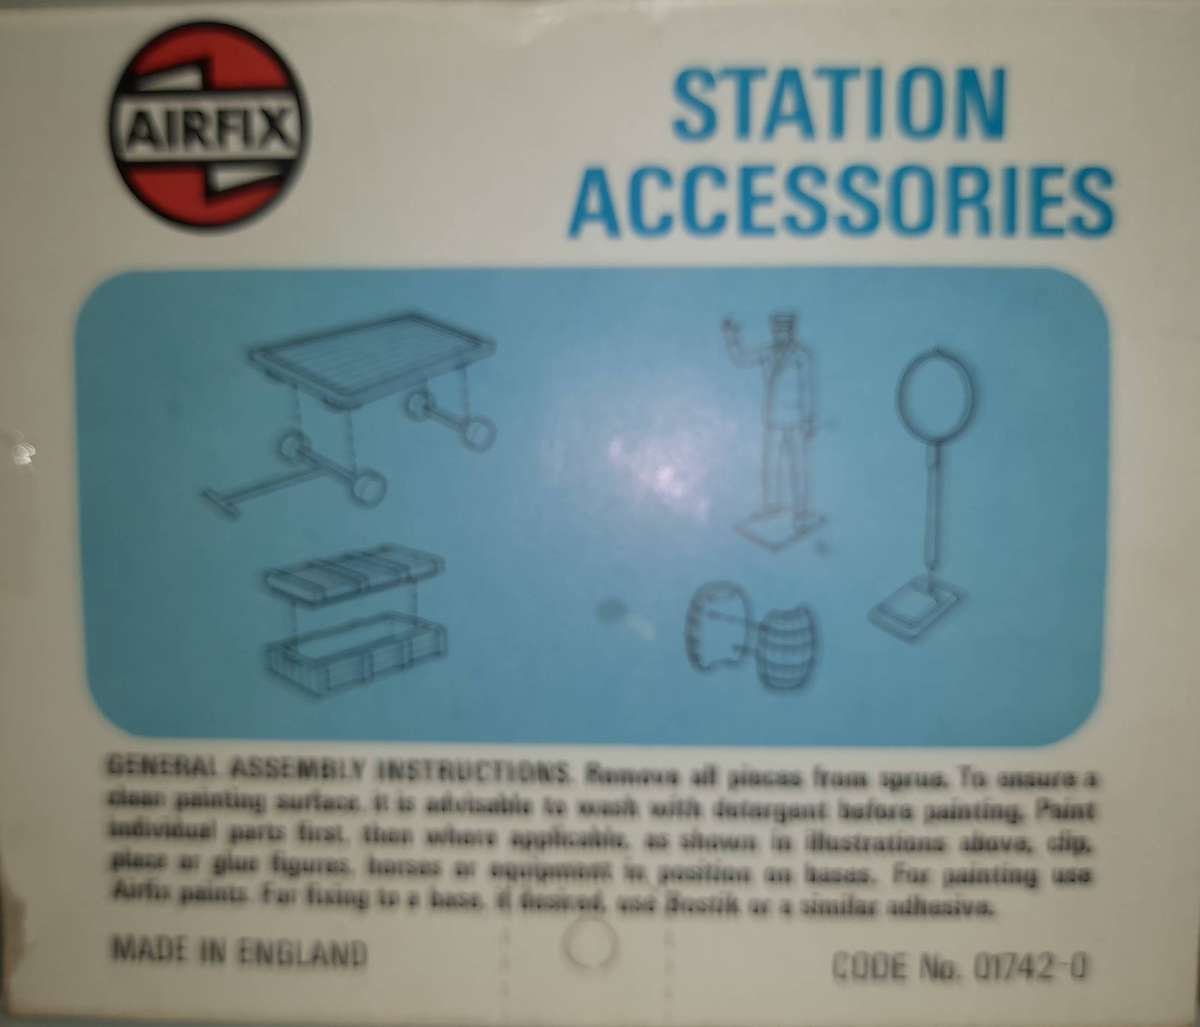 AIRFIX
STATION
ACCESSORIES
GENERAL ASSEMBLY INSTRUCTIONS. Remove all pieces from sprue. To ensure a
clean painting surface, it is advisable to wash with detergent before painting. Paint
individual parts first, then where applicable, as shown in illustrations above, clip,
place or glue figures, horses or equipment in position on bases. For painting use
Airfix paints. For fixing to a base, if desired, use Bostik or a similar adhesive.
MADE IN ENGLAND
CODE No. 01742-0